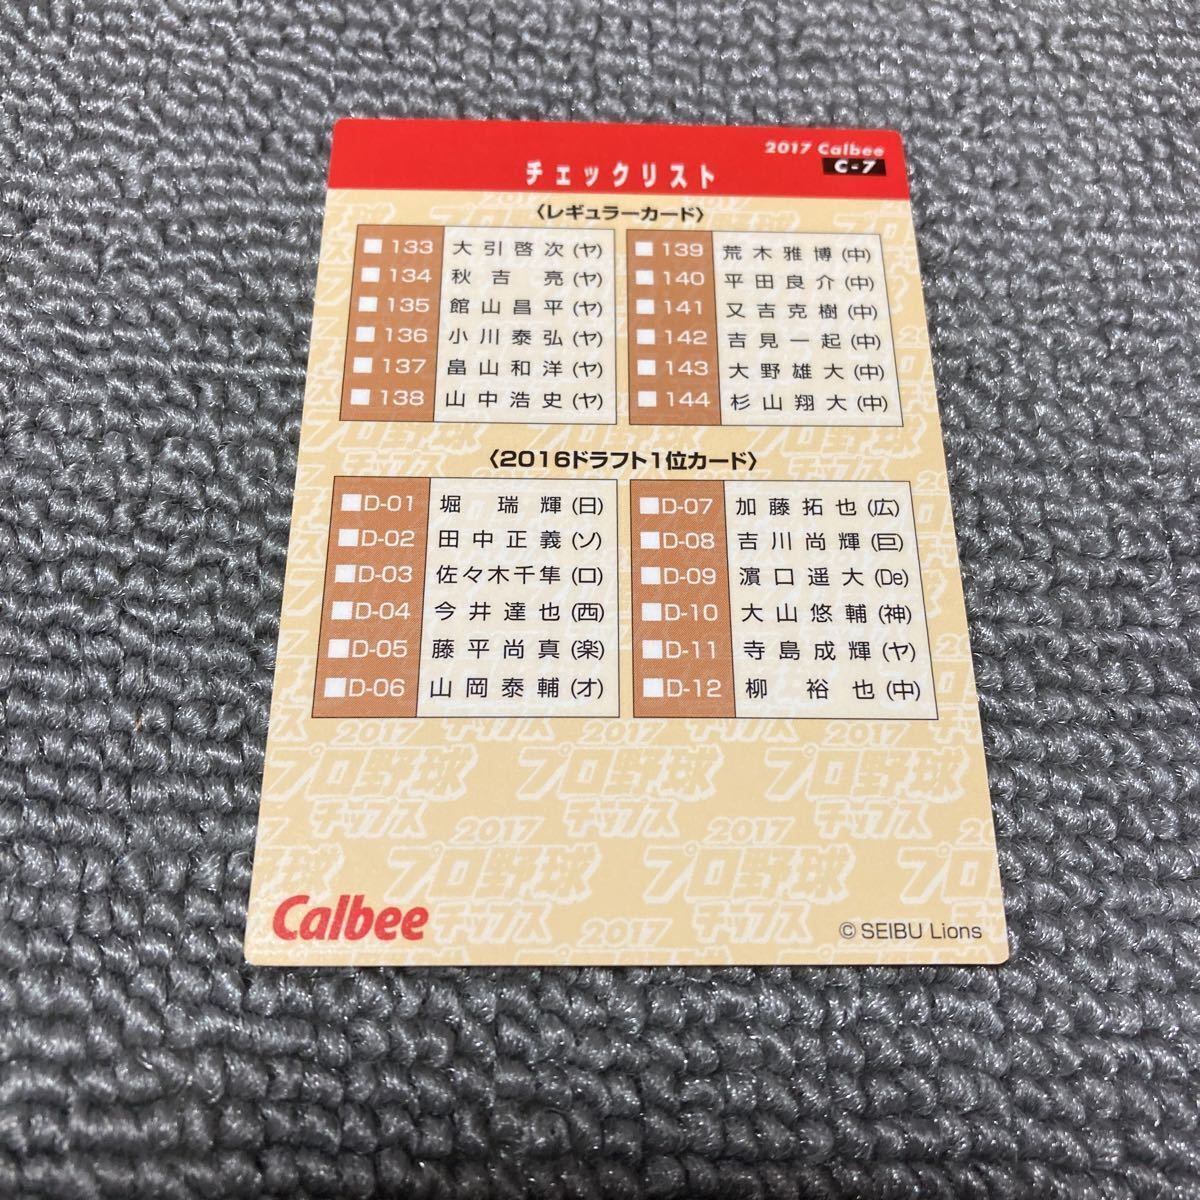 2017 Calbee
C-7
チェックリスト
〈レギュラーカード〉
133 大引啓次(ヤ)
134 秋吉 亮(ヤ)
135 館山昌平(ヤ)
136 小川泰弘(ヤ)
137 畠山和洋(ヤ)
138 山中浩史(ヤ)
139 荒木雅博(中)
140 平田良介(中)
141 又吉克樹(中)
142 吉見一起(中)
143 大野雄大(中)
144 杉山翔大(中)
〈2016ドラフト1位カード〉
D-01 堀 瑞輝(日)
D-02 田中正義(ソ)
D-03 佐々木千隼(ロ)
D-04 今井達也(西)
D-05 藤平尚真(楽)
D-06 山岡泰輔(オ)
D-07 加藤拓也(広)
D-08 吉川尚輝(巨)
D-09 濵口遥大(De)
D-10 大山悠輔(神)
D-11 寺島成輝(ヤ)
D-12 柳 裕也(中)
2017 プロ野球チップス
Calbee
© SEIBU Lions